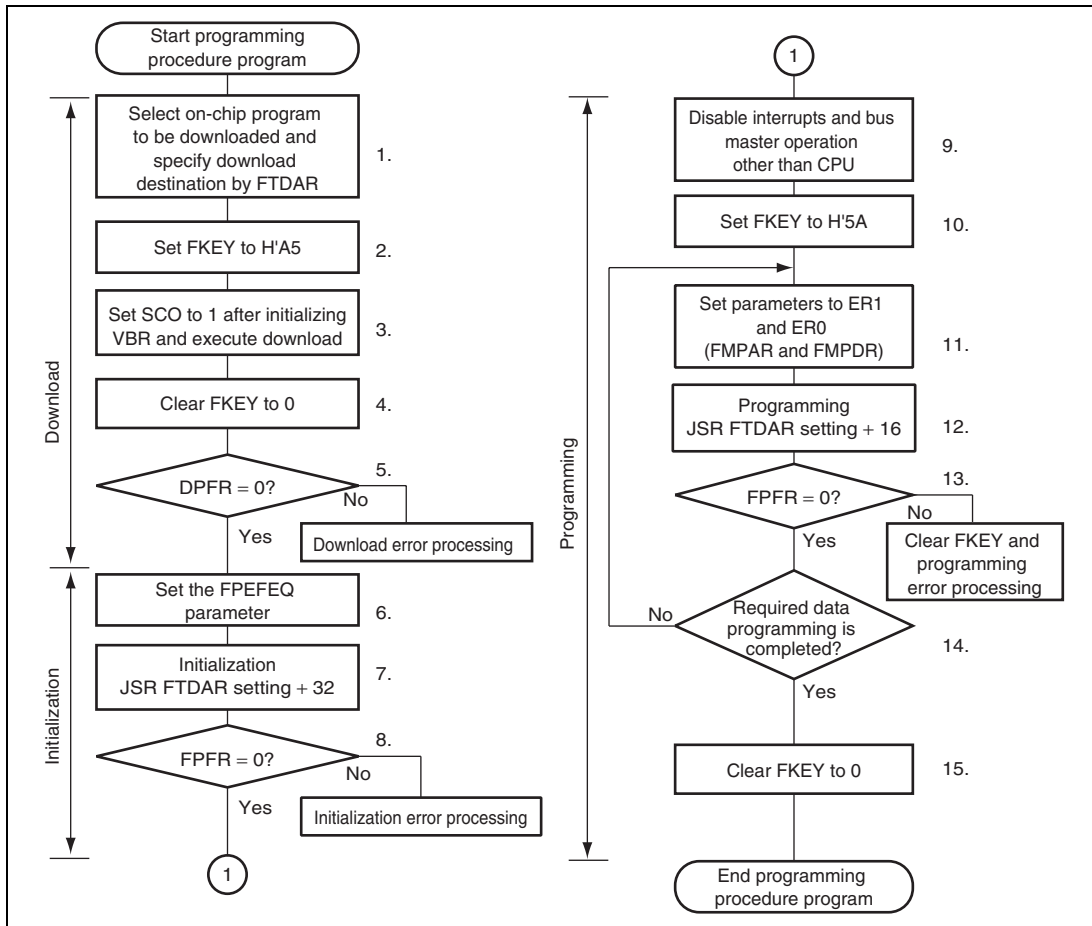 Start programming
procedure program
Download
Select on-chip program
to be downloaded and
specify download
destination by FTDAR
1.
Set FKEY to H'A5
2.
Set SCO to 1 after initializing
VBR and execute download
3.
Clear FKEY to 0
4.
5.
DPFR = 0?
No
Yes
Download error processing
Initialization
Set the FPEFEQ
parameter
6.
Initialization
JSR FTDAR setting + 32
7.
8.
FPFR = 0?
No
Yes
Initialization error processing
1
1
Programming
Disable interrupts and bus
master operation
other than CPU
9.
Set FKEY to H'5A
10.
Set parameters to ER1
and ER0
(FMPAR and FMPDR)
11.
Programming
JSR FTDAR setting + 16
12.
13.
FPFR = 0?
No
Yes
Clear FKEY and
programming
error processing
No
Required data
programming is
completed?
14.
Yes
Clear FKEY to 0
15.
End programming
procedure program